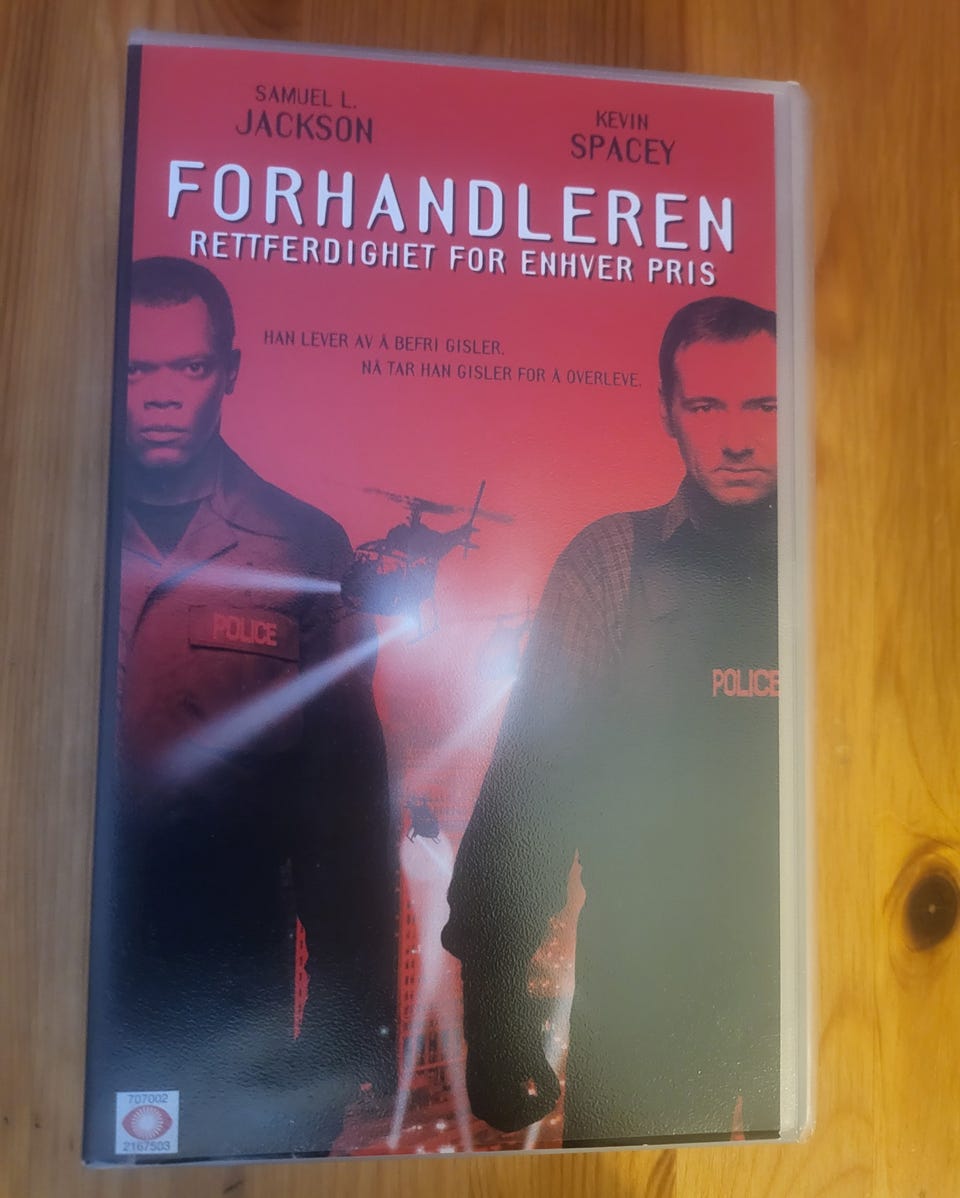 SAMUEL L.
JACKSON
KEVIN
SPACEY
FORHANDLEREN
RETTFERDIGHET FOR ENHVER PRIS
HAN LEVER AV Å BEFRI GISLER.
NÅ TAR HAN GISLER FOR Å OVERLEVE.
POLICE
POLICE
707002
2167503